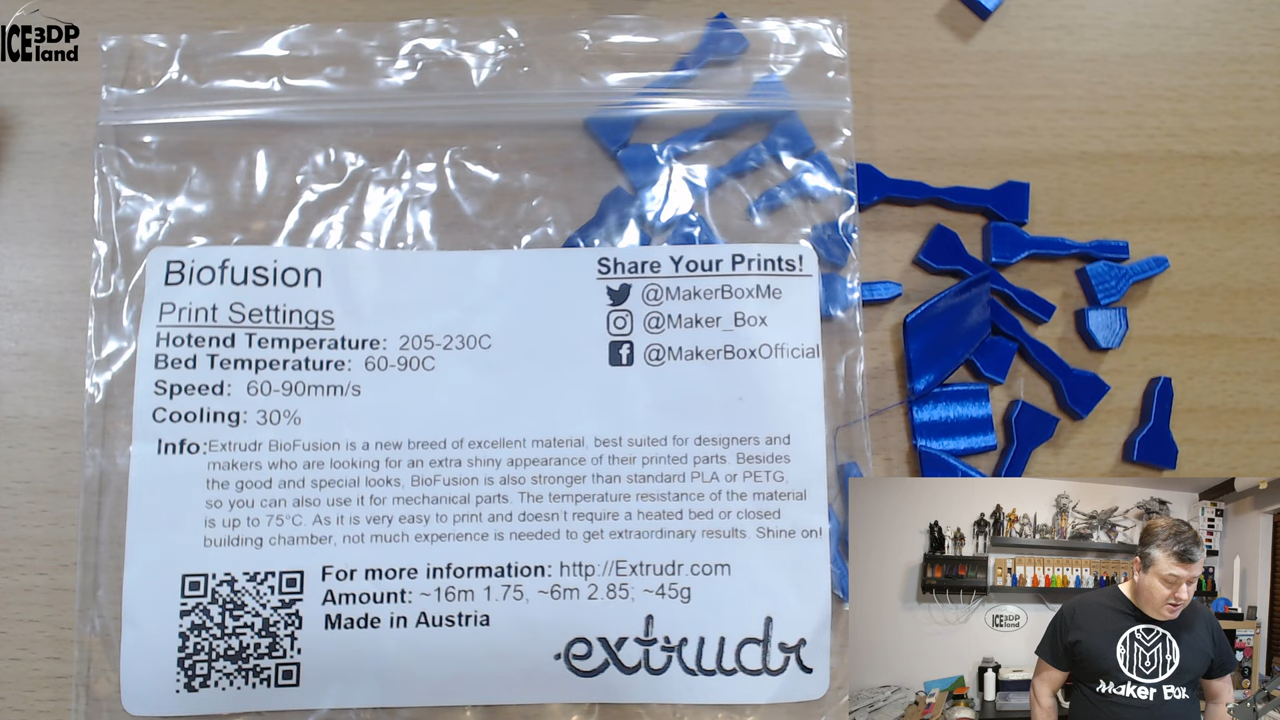 ICE 3DP
land
Biofusion
Print Settings
Hotend Temperature: 205-230C
Bed Temperature: 60-90C
Speed: 60-90mm/s
Cooling: 30%
Share Your Prints!
@MakerBoxMe
@Maker_Box
@MakerBoxOfficial
Info: Extrudr BioFusion is a new breed of excellent material, best suited for designers and
makers who are looking for an extra shiny appearance of their printed parts. Besides
the good and special looks, BioFusion is also stronger than standard PLA or PETG,
so you can also use it for mechanical parts. The temperature resistance of the material
is up to 75°C. As it is very easy to print and doesn't require a heated bed or closed
building chamber, not much experience is needed to get extraordinary results. Shine on!
For more information: http://Extrudr.com
Amount: ~16m 1.75, ~6m 2.85; ~45g
Made in Austria
extrudr
ICE 3DP
land
Maker Box